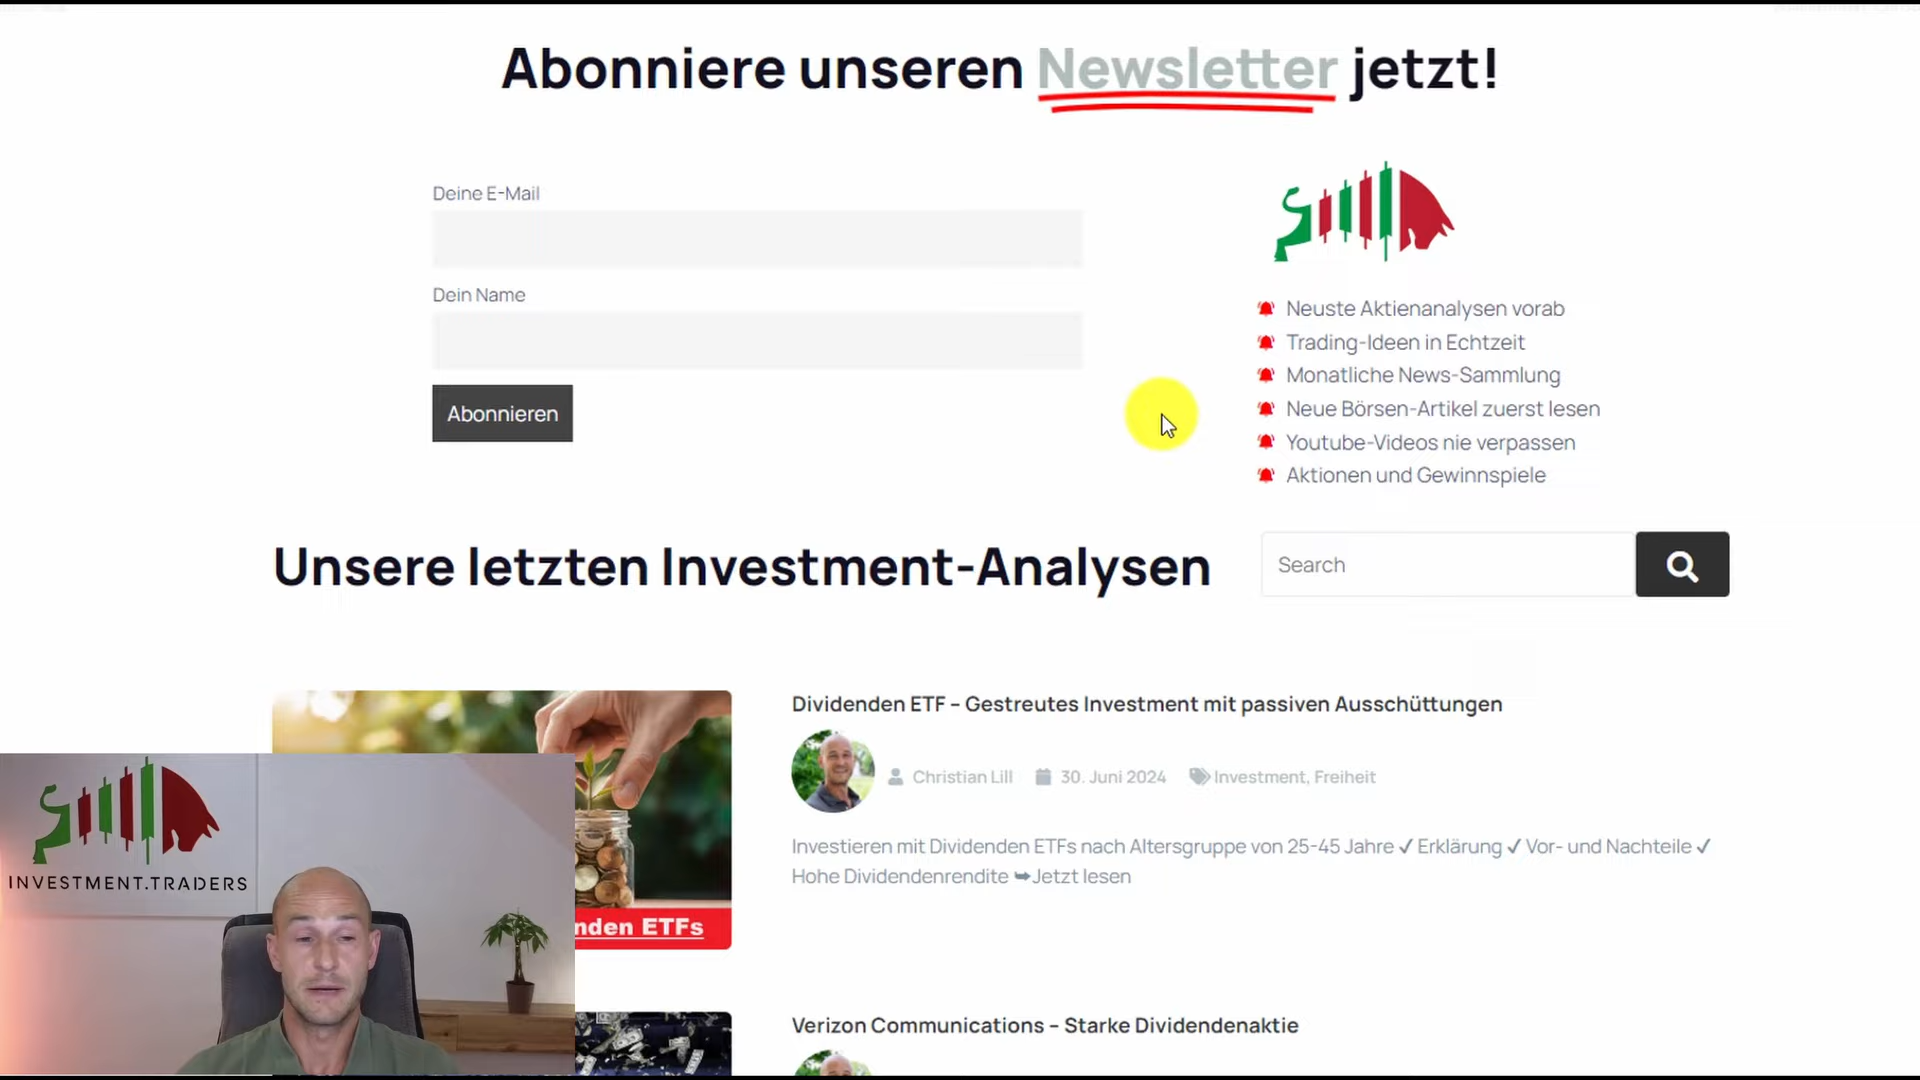 Abonniere unseren Newsletter jetzt!
Deine E-Mail
Dein Name
Abonnieren
Neuste Aktienanalysen vorab
Trading-Ideen in Echtzeit
Monatliche News-Sammlung
Neue Börsen-Artikel zuerst lesen
Youtube-Videos nie verpassen
Aktionen und Gewinnspiele
Unsere letzten Investment-Analysen
Search
Dividenden ETF – Gestreutes Investment mit passiven Ausschüttungen
Christian Lill 30. Juni 2024 Investment, Freiheit
Investieren mit Dividenden ETFs nach Altersgruppe von 25-45 Jahre ✓ Erklärung ✓ Vor- und Nachteile ✓
Hohe Dividendenrendite ➥Jetzt lesen
nden ETFs
INVESTMENT.TRADERS
Verizon Communications – Starke Dividendenaktie